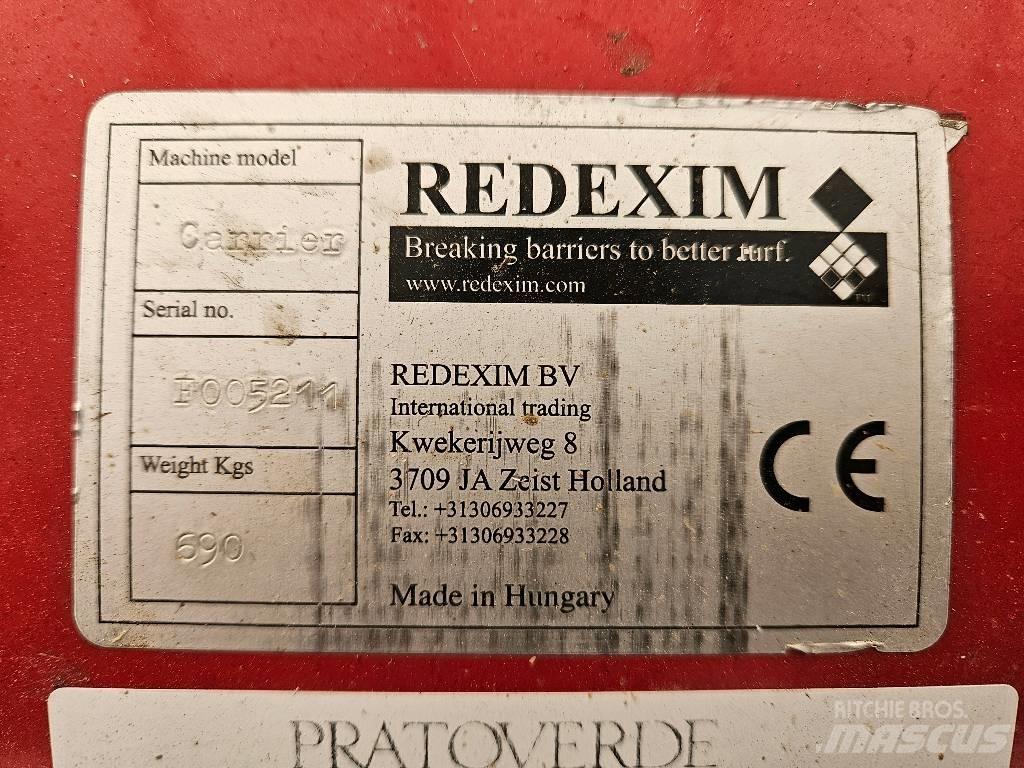 Machine model
Carrier
Serial no.
F005211
Weight Kgs
690
REDEXIM
Breaking barriers to better turf.
www.redexim.com
REDEXIM BV
International trading
Kwekerijweg 8
3709 JA Zeist Holland
Tel.: +31306933227
Fax: +31306933228
Made in Hungary
CE
PRATOVERDE
RITCHIE BROS.
MASCUS